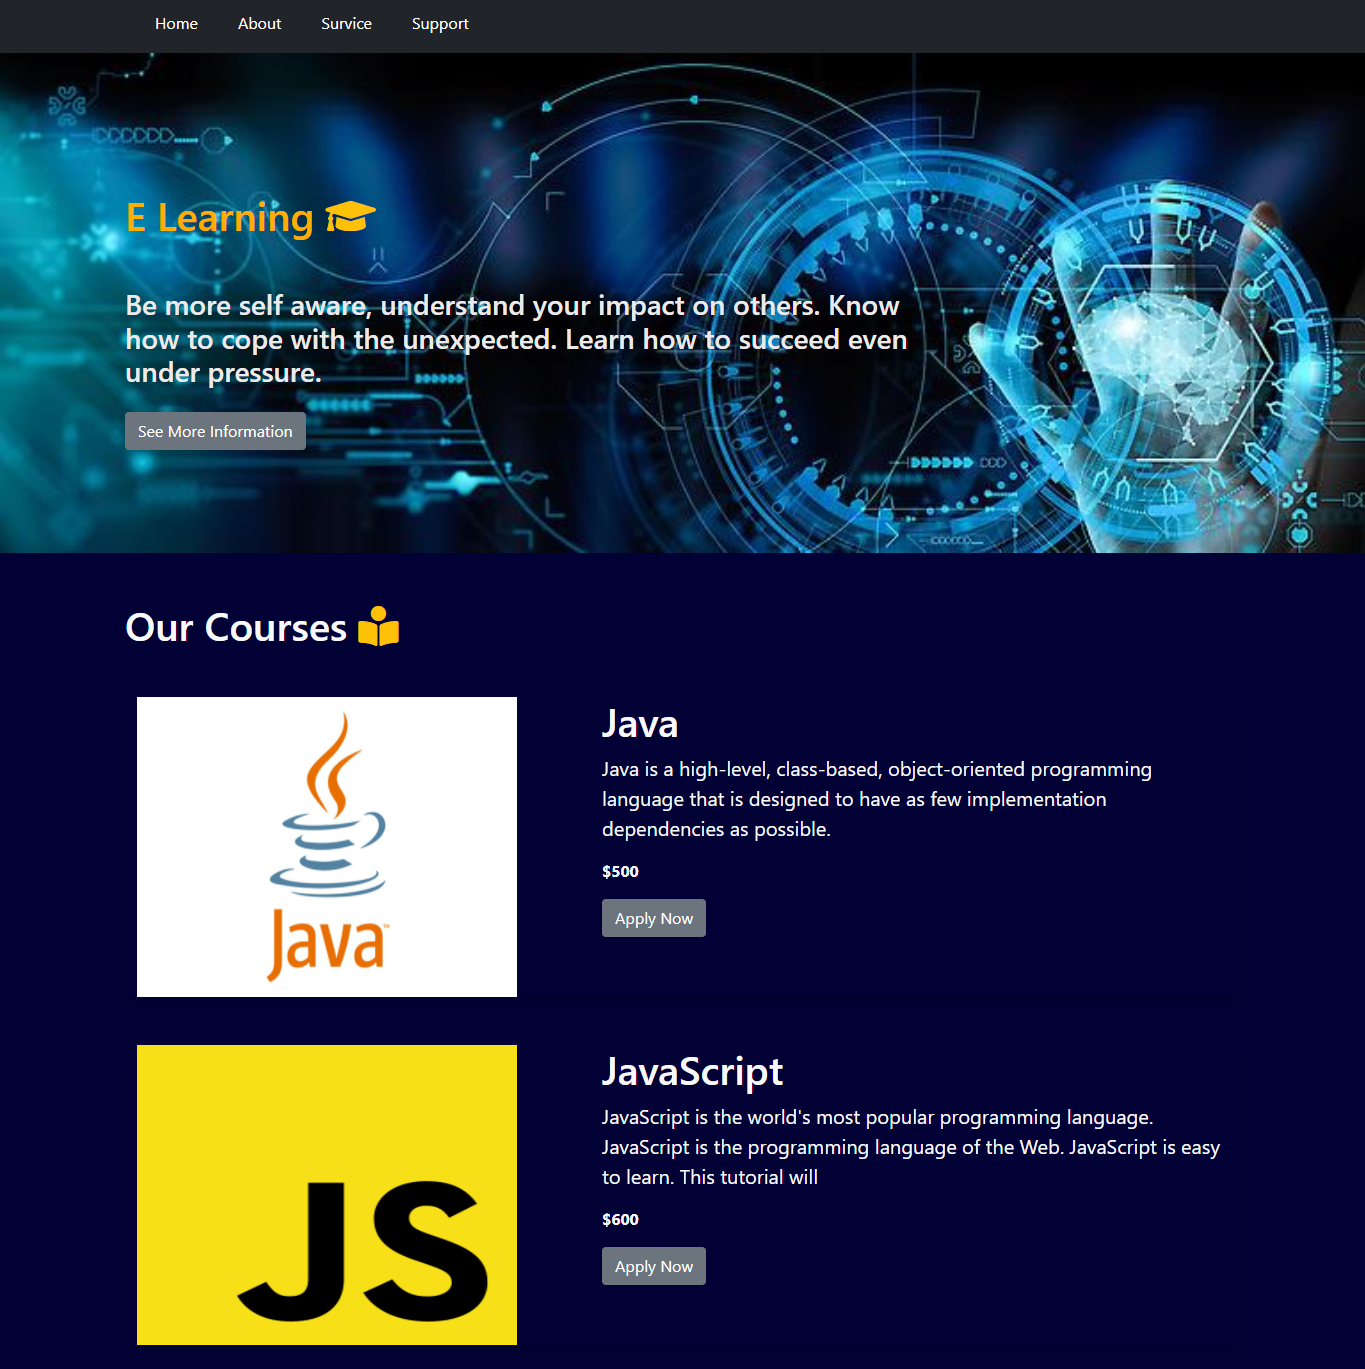 Home About Survice Support
E Learning
Be more self aware, understand your impact on others. Know
how to cope with the unexpected. Learn how to succeed even
under pressure.
See More Information
Our Courses
Java
Java
Java is a high-level, class-based, object-oriented programming
language that is designed to have as few implementation
dependencies as possible.
$500
Apply Now
JS
JavaScript
JavaScript is the world's most popular programming language.
JavaScript is the programming language of the Web. JavaScript is easy
to learn. This tutorial will
$600
Apply Now